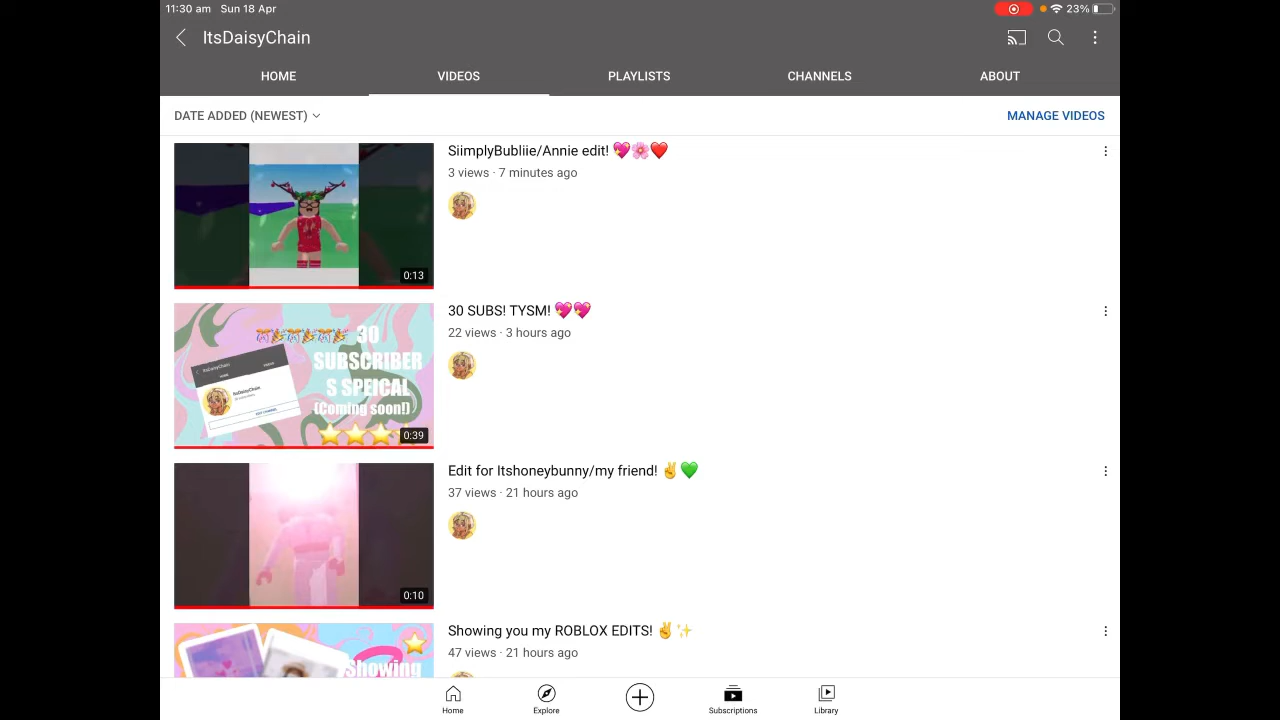 11:30 am Sun 18 Apr
23%
ItsDaisyChain
HOME VIDEOS PLAYLISTS CHANNELS ABOUT
DATE ADDED (NEWEST) MANAGE VIDEOS
SiimplyBubliie/Annie edit! 💖🌸❤️
3 views · 7 minutes ago
0:13
30 SUBS! TYSM! 💖💖
22 views · 3 hours ago
30
SUBSCRIBER
S SPEICAL
(Coming soon!)
ItsDaisyChain
0:39
Edit for Itshoneybunny/my friend! ✌️💚
37 views · 21 hours ago
0:10
Showing you my ROBLOX EDITS! ✌️✨
47 views · 21 hours ago
Showing
Home Explore Subscriptions Library